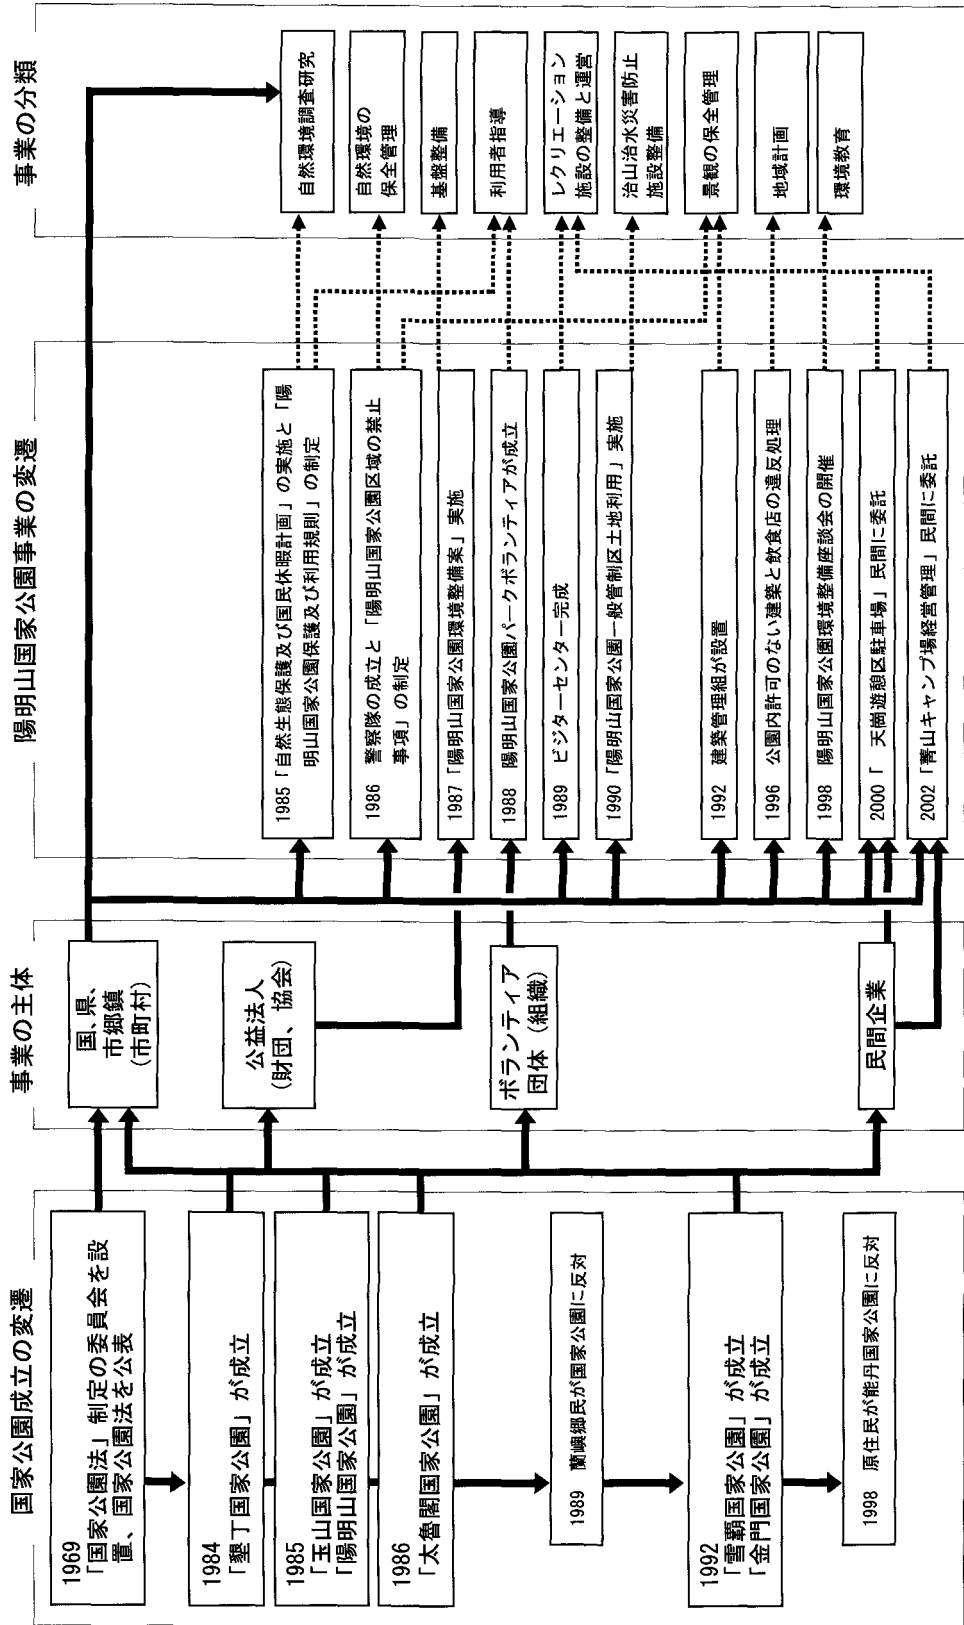 国家公園成立の変遷
1969
「国家公園法」制定の委員会を設
置、国家公園法を公表
1984
「墾丁国家公園」が成立
1985
「玉山国家公園」が成立
「陽明山国家公園」が成立
1986
「太魯閣国家公園」が成立
1989 蘭嶼郷民が国家公園に反対
1992
「雪覇国家公園」が成立
「金門国家公園」が成立
1998 原住民が能丹国家公園に反対
事業の主体
国、県、
市郷鎮
(市町村)
公益法人
(財団、協会)
ボランティア
団体(組織)
民間企業
陽明山国家公園事業の変遷
1985「自然生態保護及び国民休暇計画」の実施と「陽
明山国家公園保護及び利用規則」の制定
1986 警察隊の成立と「陽明山国家公園区域の禁止
事項」の制定
1987「陽明山国家公園環境整備案」実施
1988 陽明山国家公園パークボランティアが成立
1989 ビジターセンター完成
1990「陽明山国家公園一般管制区土地利用」実施
1992 建築管理組が設置
1996 公園内許可のない建築と飲食店の違反処理
1998 陽明山国家公園環境整備座談会の開催
2000「 天崗遊憩区駐車場」民間に委託
2002「菁山キャンプ場経営管理」民間に委託
事業の分類
自然環境調査研究
自然環境の
保全管理
基盤整備
利用者指導
レクリエーション
施設の整備と運営
治山治水災害防止
施設整備
景観の保全管理
地域計画
環境教育